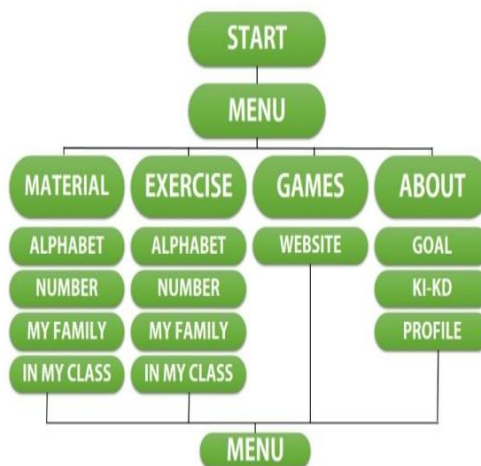 START
MENU
MATERIAL
EXERCISE
GAMES
ABOUT
ALPHABET
ALPHABET
WEBSITE
GOAL
NUMBER
NUMBER
KI-KD
MY FAMILY
MY FAMILY
PROFILE
IN MY CLASS
IN MY CLASS
MENU